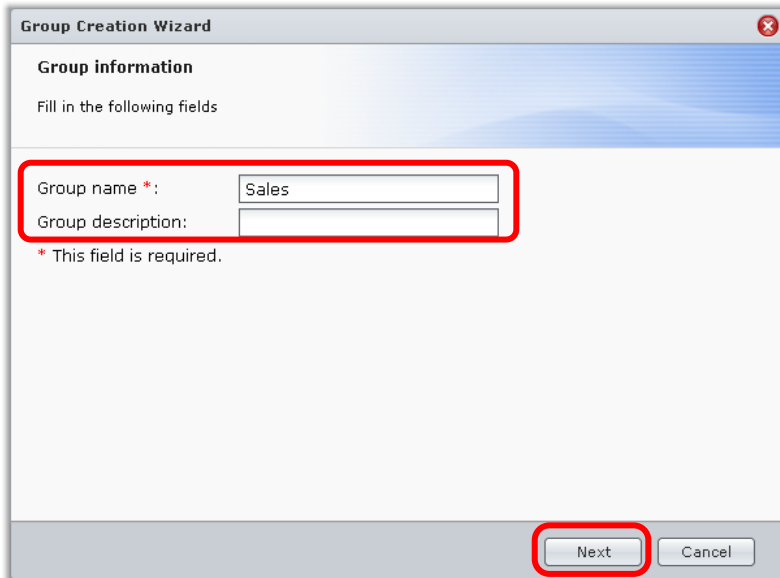 Group Creation Wizard
Group information
Fill in the following fields
Group name *: Sales
Group description:
* This field is required.
Next Cancel